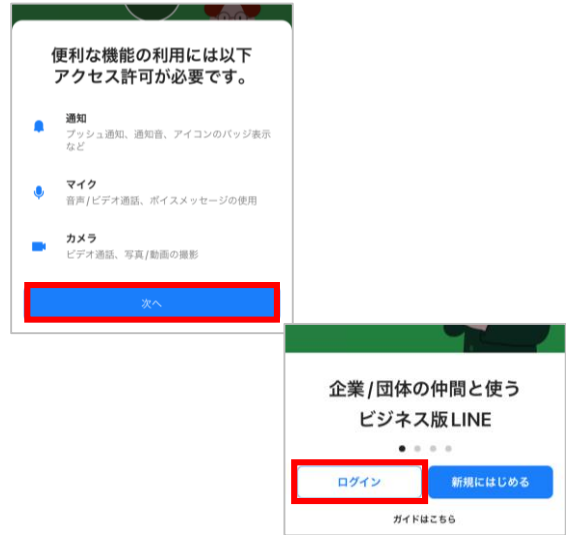 便利な機能の利用には以下
アクセス許可が必要です。
通知
プッシュ通知、通知音、アイコンのバッジ表示
など
マイク
音声/ビデオ通話、ボイスメッセージの使用
カメラ
ビデオ通話、写真/動画の撮影
次へ
企業/団体の仲間と使う
ビジネス版LINE
ログイン
新規にはじめる
ガイドはこちら